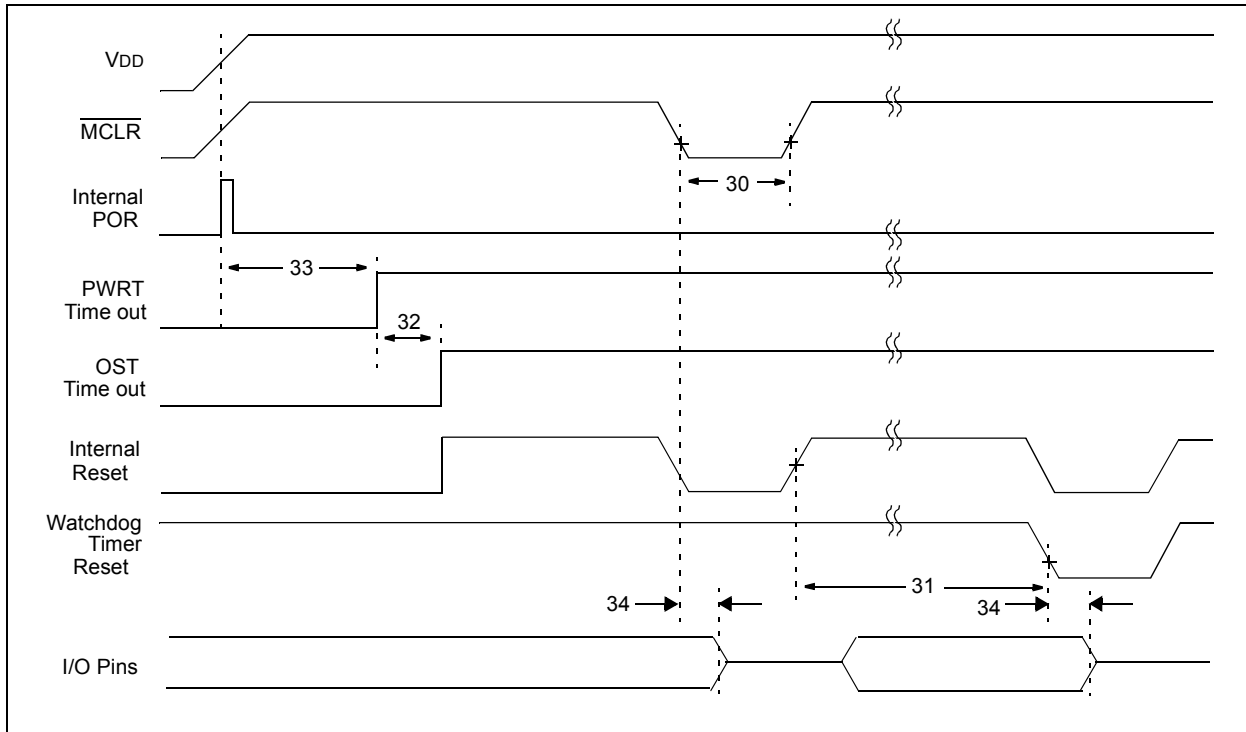 VDD
MCLR
30
Internal
POR
33
PWRT
Time out
32
OST
Time out
Internal
Reset
Watchdog
Timer
Reset
31
34
34
I/O Pins